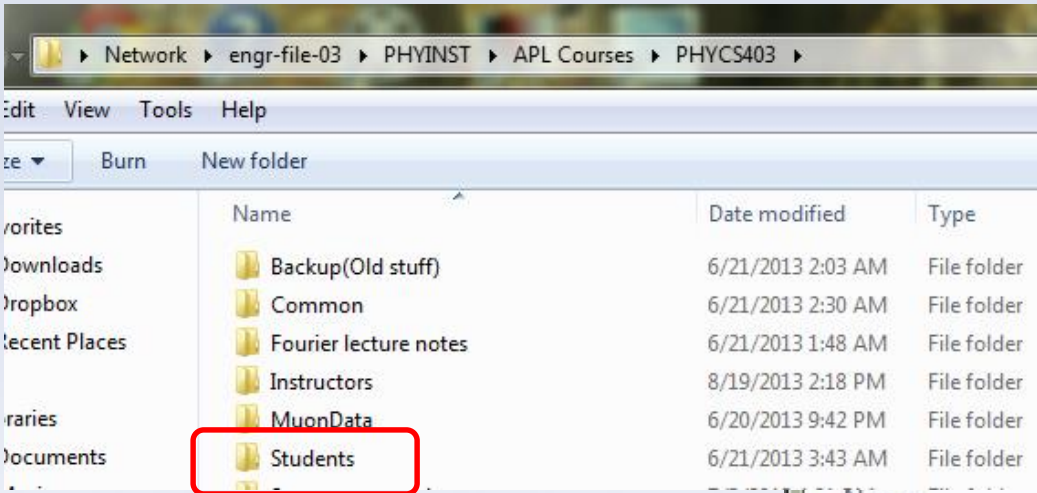 Network ▸ engr-file-03 ▸ PHYINST ▸ APL Courses ▸ PHYCS403 ▸
Edit View Tools Help
ze ▾ Burn New folder
Name Date modified Type
vorites
Backup(Old stuff) 6/21/2013 2:03 AM File folder
Downloads
Common 6/21/2013 2:30 AM File folder
Dropbox
Fourier lecture notes 6/21/2013 1:48 AM File folder
Recent Places
Instructors 8/19/2013 2:18 PM File folder
MuonData 6/20/2013 9:42 PM File folder
raries
Students 6/21/2013 3:43 AM File folder
Documents